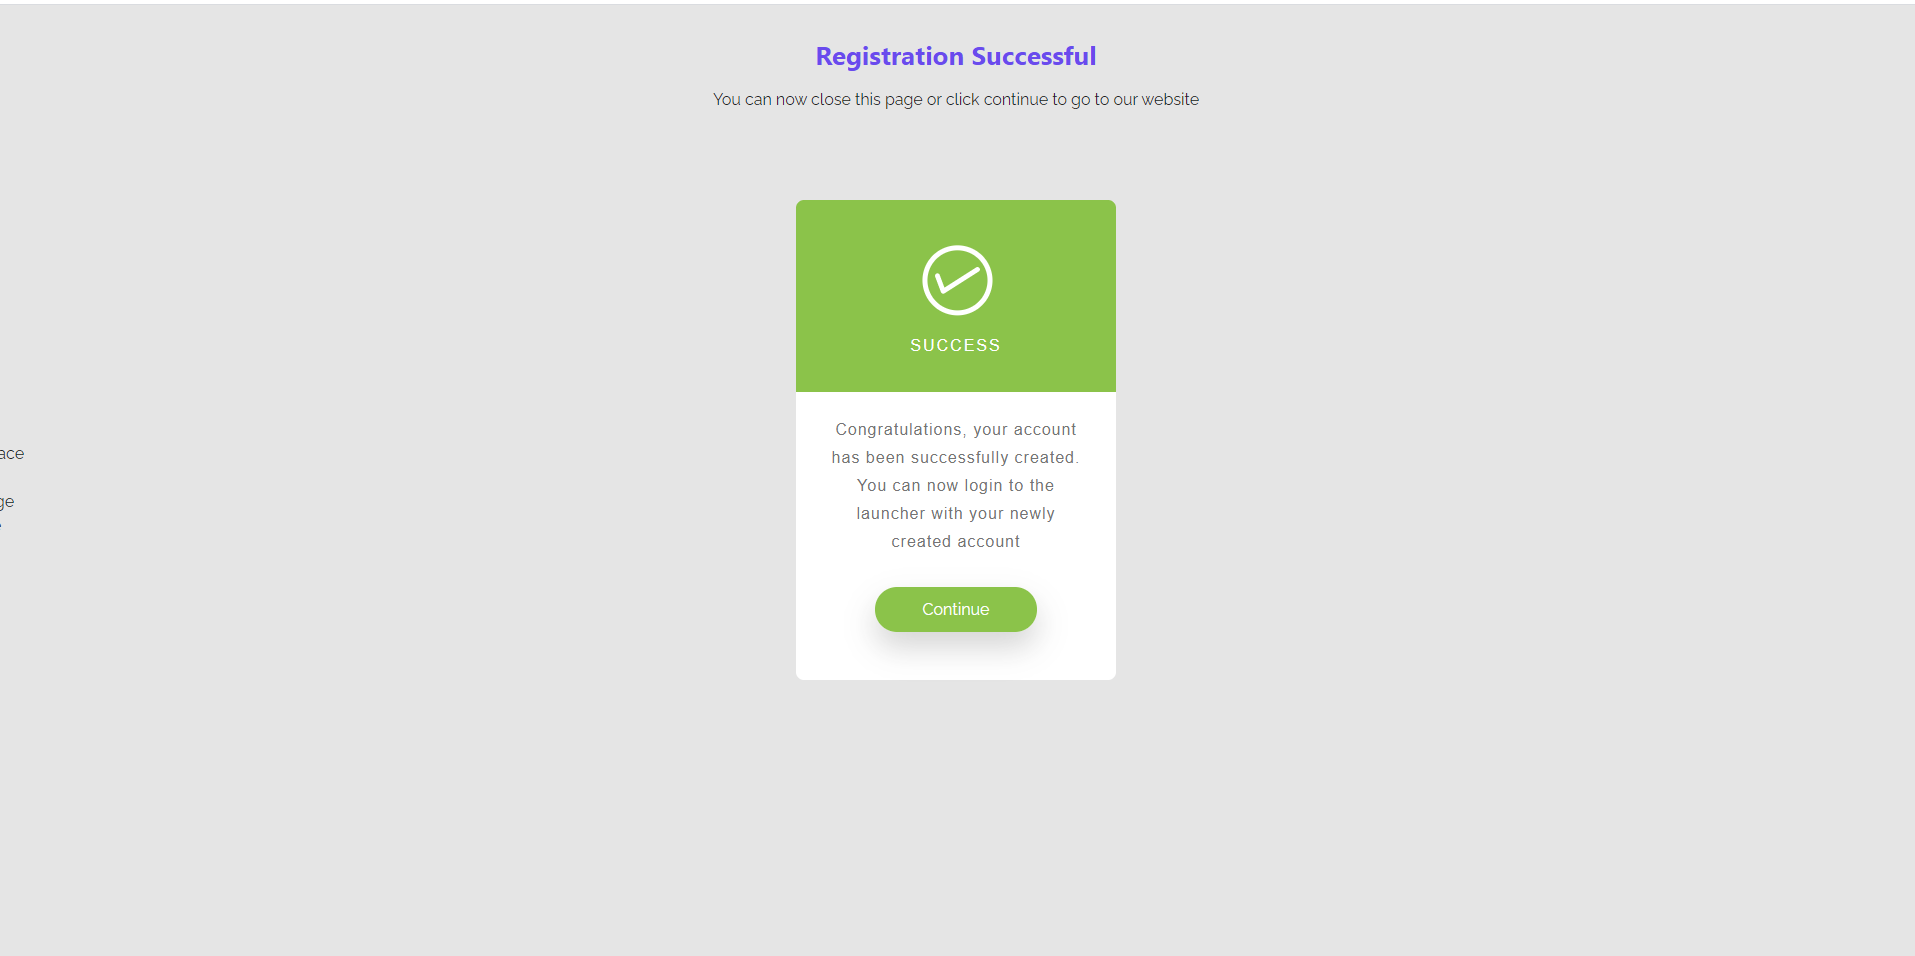 Registration Successful
You can now close this page or click continue to go to our website
SUCCESS
ace
ge
Congratulations, your account
has been successfully created.
You can now login to the
launcher with your newly
created account
Continue